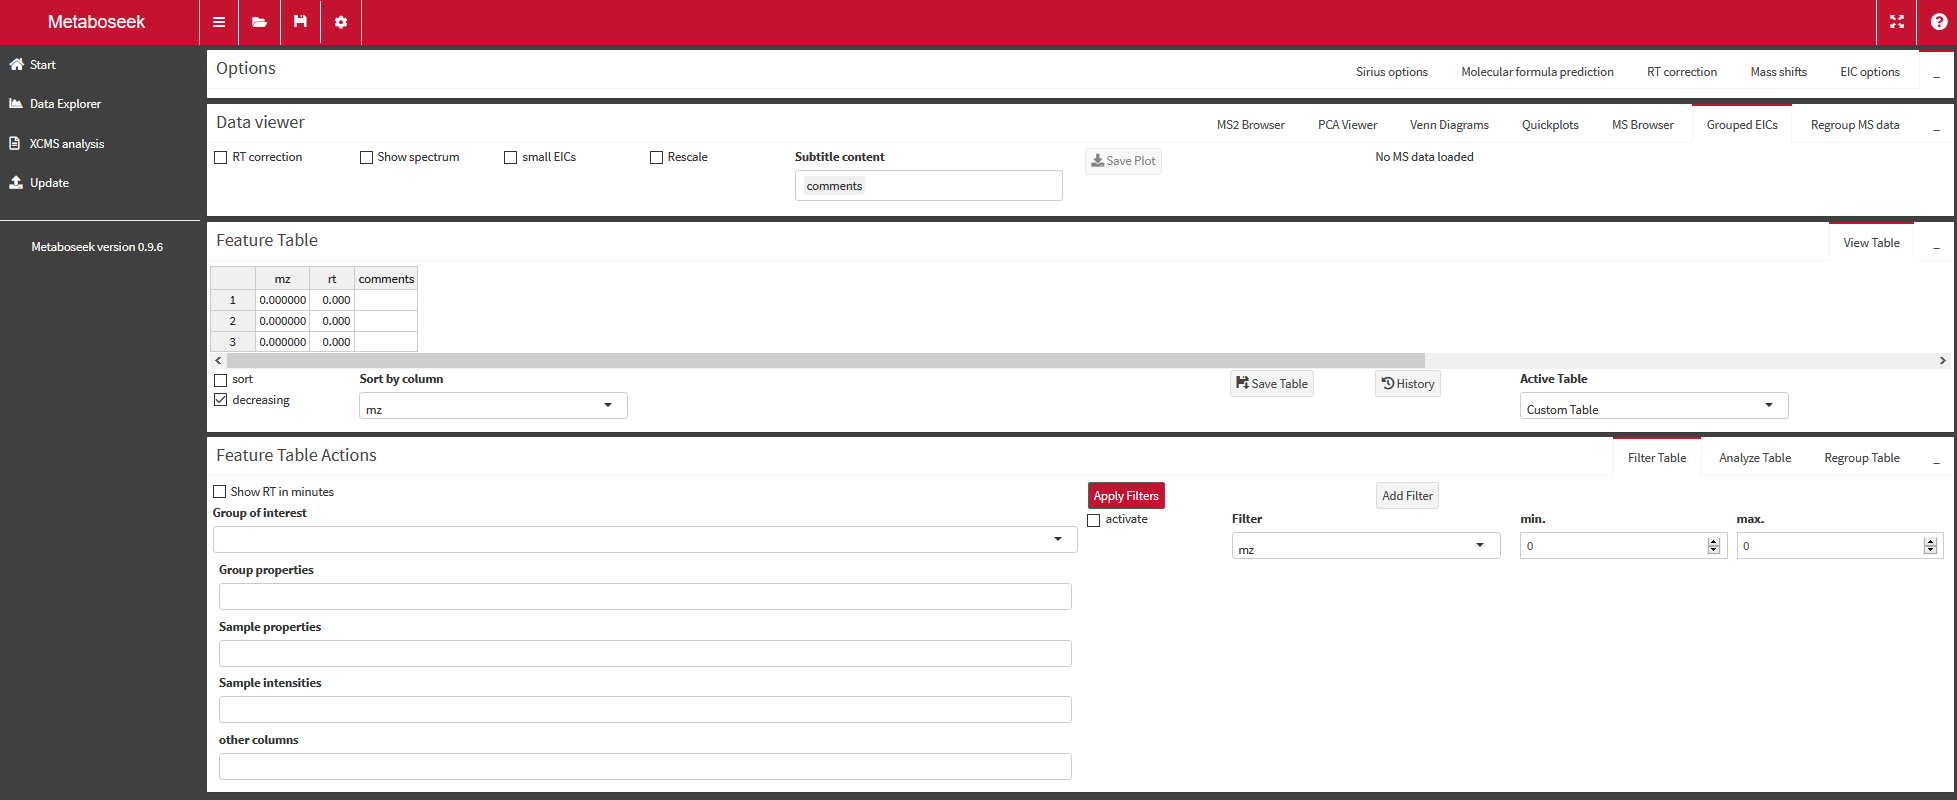 Metaboseek
Start
Data Explorer
XCMS analysis
Update
Metaboseek version 0.9.6
Options
Sirius options Molecular formula prediction RT correction Mass shifts EIC options _
Data viewer
MS2 Browser PCA Viewer Venn Diagrams Quickplots MS Browser Grouped EICs Regroup MS data _
RT correction Show spectrum small EICs Rescale Subtitle content Save Plot No MS data loaded
comments
Feature Table
View Table _
mz rt comments
1 0.000000 0.000
2 0.000000 0.000
3 0.000000 0.000
sort Sort by column Save Table History Active Table
decreasing mz Custom Table
Feature Table Actions
Filter Table Analyze Table Regroup Table _
Show RT in minutes Apply Filters Add Filter
Group of interest activate Filter min. max.
mz 0 0
Group properties
Sample properties
Sample intensities
other columns